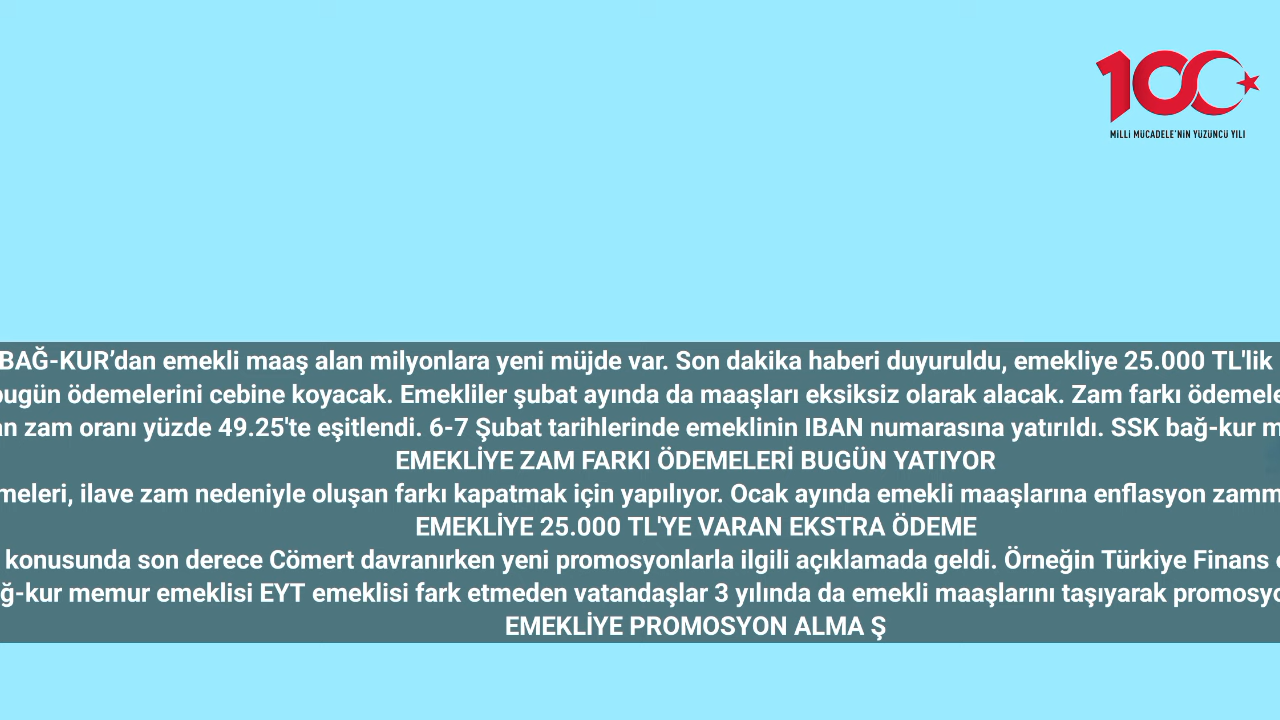 100
MİLLİ MÜCADELE'NİN YÜZÜNCÜ YILI
BAĞ-KUR’dan emekli maaş alan milyonlara yeni müjde var. Son dakika haberi duyuruldu, emekliye 25.000 TL'lik
bugün ödemelerini cebine koyacak. Emekliler şubat ayında da maaşları eksiksiz olarak alacak. Zam farkı ödemele
an zam oranı yüzde 49.25'te eşitlendi. 6-7 Şubat tarihlerinde emeklinin IBAN numarasına yatırıldı. SSK bağ-kur m
EMEKLİYE ZAM FARKI ÖDEMELERİ BUGÜN YATIYOR
meleri, ilave zam nedeniyle oluşan farkı kapatmak için yapılıyor. Ocak ayında emekli maaşlarına enflasyon zamm
EMEKLİYE 25.000 TL'YE VARAN EKSTRA ÖDEME
konusunda son derece Cömert davranırken yeni promosyonlarla ilgili açıklamada geldi. Örneğin Türkiye Finans
ğ-kur memur emeklisi EYT emeklisi fark etmeden vatandaşlar 3 yılında da emekli maaşlarını taşıyarak promosyo
EMEKLİYE PROMOSYON ALMA Ş